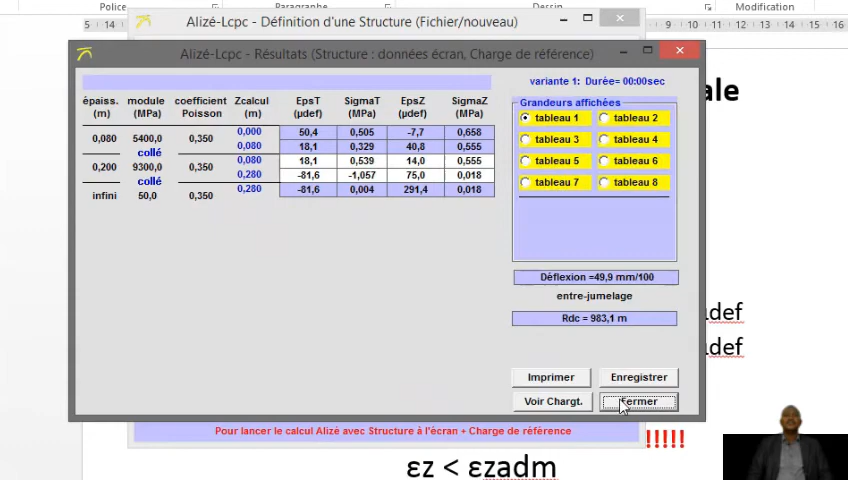 Police
Paragraphe
Dessin
Modification
5 14
9 10 11 12 13 14 15 16
Alizé-Lcpc - Définition d'une Structure (Fichier/nouveau)
Alizé-Lcpc - Résultats (Structure : données écran, Charge de référence)
ale
variante 1: Durée= 00:00sec
épaiss. module coefficient Zcalcul EpsT SigmaT EpsZ SigmaZ
(m) (MPa) Poisson (m) (µdef) (MPa) (µdef) (MPa)
Grandeurs affichées
tableau 1 tableau 2
tableau 3 tableau 4
tableau 5 tableau 6
tableau 7 tableau 8
0,000 50,4 0,505 -7,7 0,658
0,080 5400,0 0,350
0,080 18,1 0,329 40,8 0,555
collé
0,080 18,1 0,539 14,0 0,555
0,200 9300,0 0,350
0,280 -81,6 -1,057 75,0 0,018
collé
0,280 -81,6 0,004 291,4 0,018
infini 50,0 0,350
Déflexion =49,9 mm/100
entre-jumelage
Rdc = 983,1 m
µdef
µdef
Imprimer Enregistrer
Voir Chargt. Fermer
Pour lancer le calcul Alizé avec Structure à l'écran + Charge de référence
!!!!!
εz < εzadm